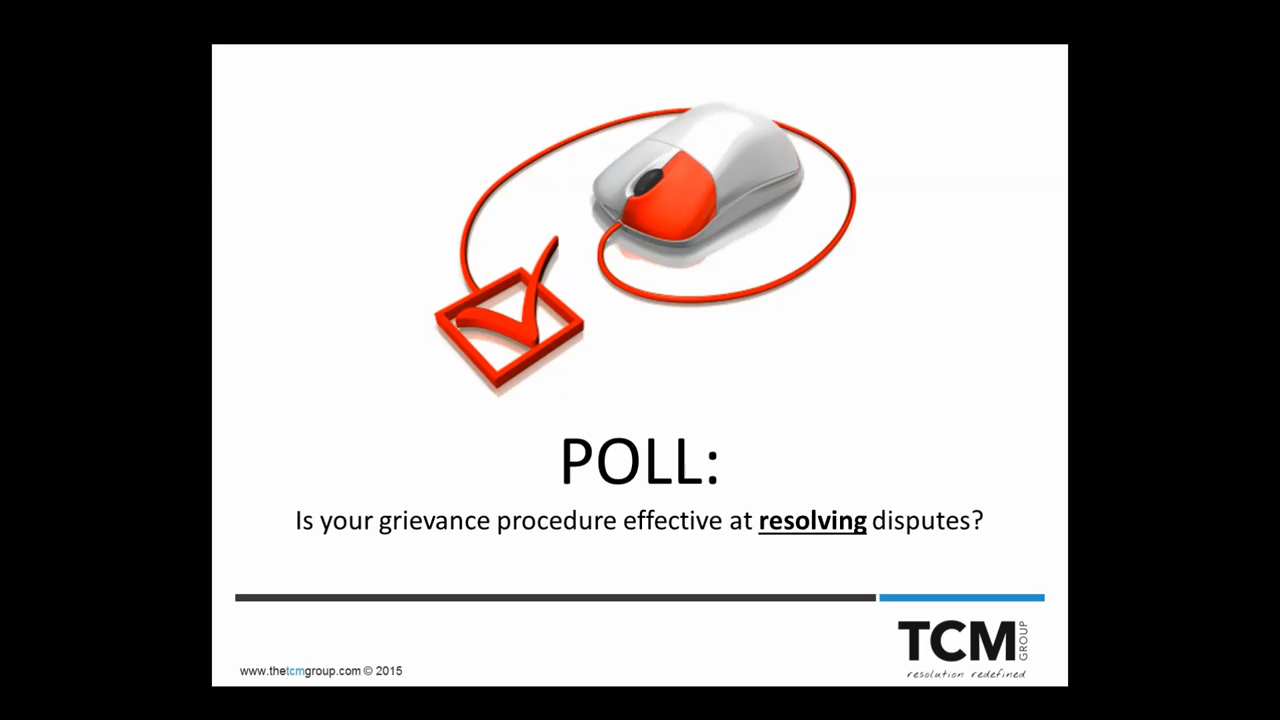 POLL:
Is your grievance procedure effective at resolving disputes?
TCM
GROUP
resolution redefined
www.thetcmgroup.com © 2015